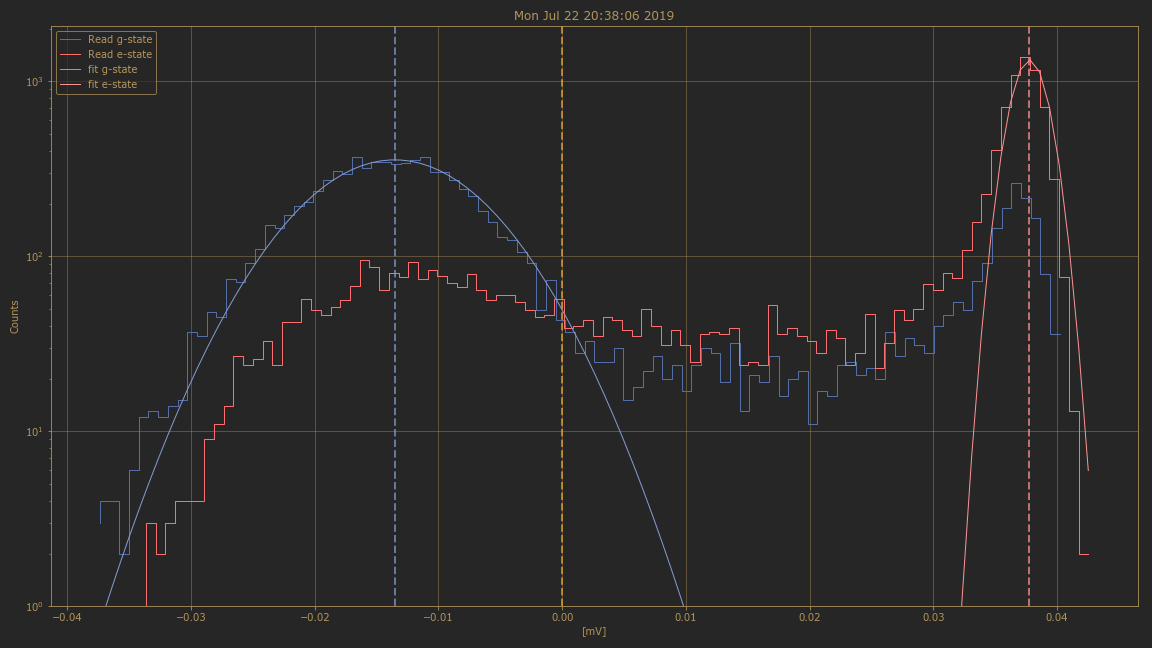 Mon Jul 22 20:38:06 2019
Read g-state
Read e-state
fit g-state
fit e-state
Counts
10³
10²
10¹
10⁰
−0.04 −0.03 −0.02 −0.01 0.00 0.01 0.02 0.03 0.04
[mV]